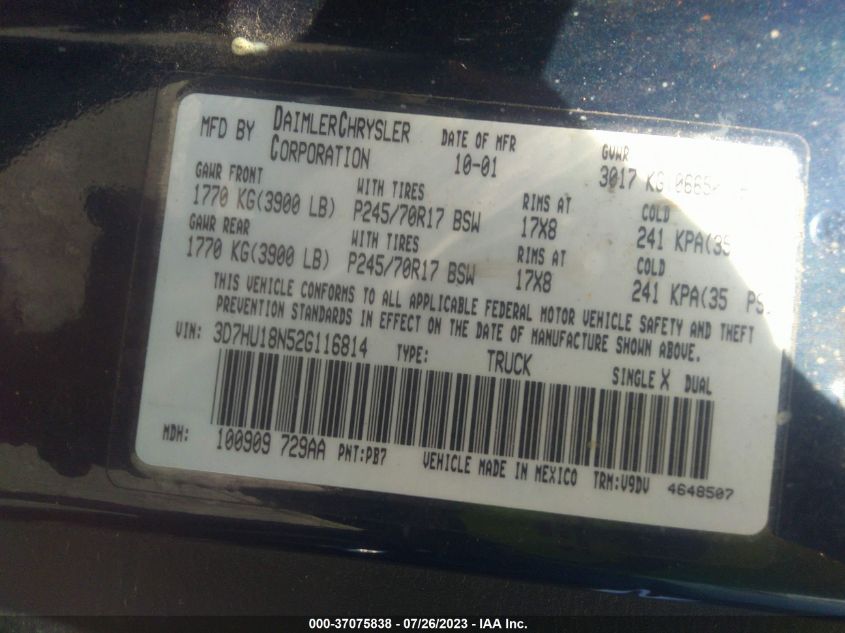 MFD BY DAIMLERCHRYSLER CORPORATION DATE OF MFR 10-01 GVWR 3017 KG
GAWR FRONT WITH TIRES RIMS AT COLD
1770 KG(3900 LB) P245/70R17 BSW 17X8 241 KPA(35
GAWR REAR WITH TIRES RIMS AT COLD
1770 KG(3900 LB) P245/70R17 BSW 17X8 241 KPA(35 PS
THIS VEHICLE CONFORMS TO ALL APPLICABLE FEDERAL MOTOR VEHICLE SAFETY AND THEFT
PREVENTION STANDARDS IN EFFECT ON THE DATE OF MANUFACTURE SHOWN ABOVE.
VIN: 3D7HU18N52G116814 TYPE: TRUCK SINGLE X DUAL
MDH: 100909 729AA PNT:PB7 VEHICLE MADE IN MEXICO TRM:V9DV 4648507
000-37075838 - 07/26/2023 - IAA Inc.